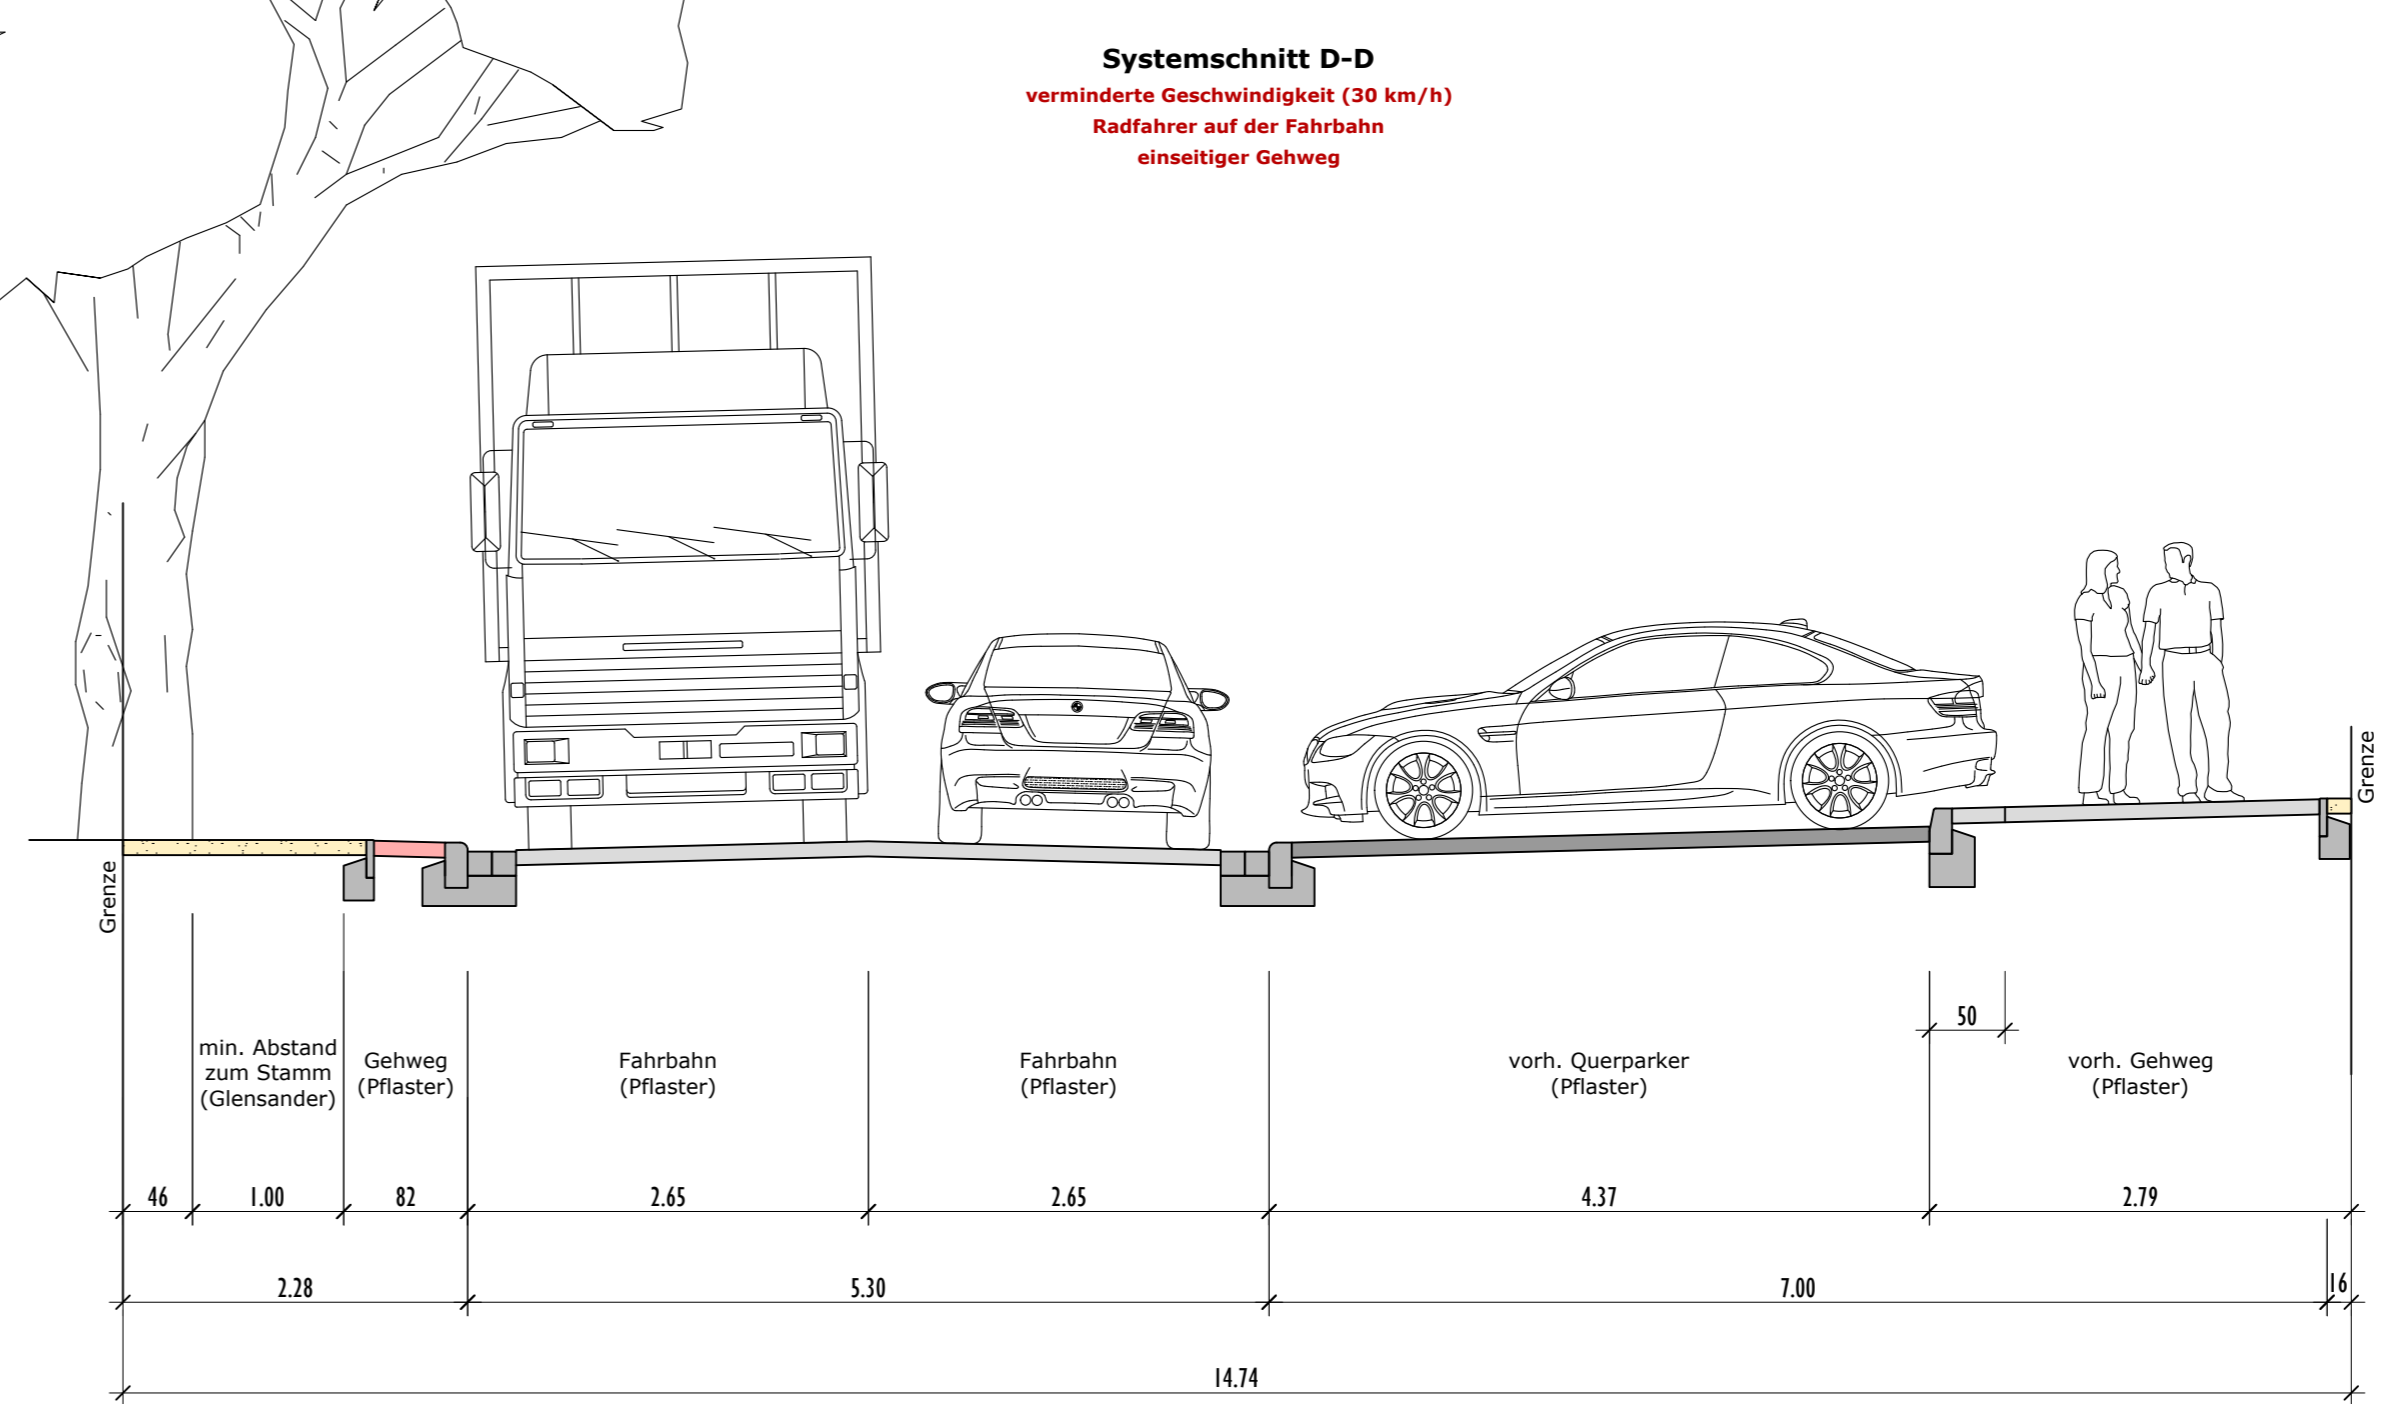 Systemschnitt D-D
verminderte Geschwindigkeit (30 km/h)
Radfahrer auf der Fahrbahn
einseitiger Gehweg
Grenze
Grenze
50
min. Abstand
zum Stamm
(Glensander)
Gehweg
(Pflaster)
Fahrbahn
(Pflaster)
Fahrbahn
(Pflaster)
vorh. Querparker
(Pflaster)
vorh. Gehweg
(Pflaster)
46
1.00
82
2.65
2.65
4.37
2.79
2.28
5.30
7.00
16
14.74